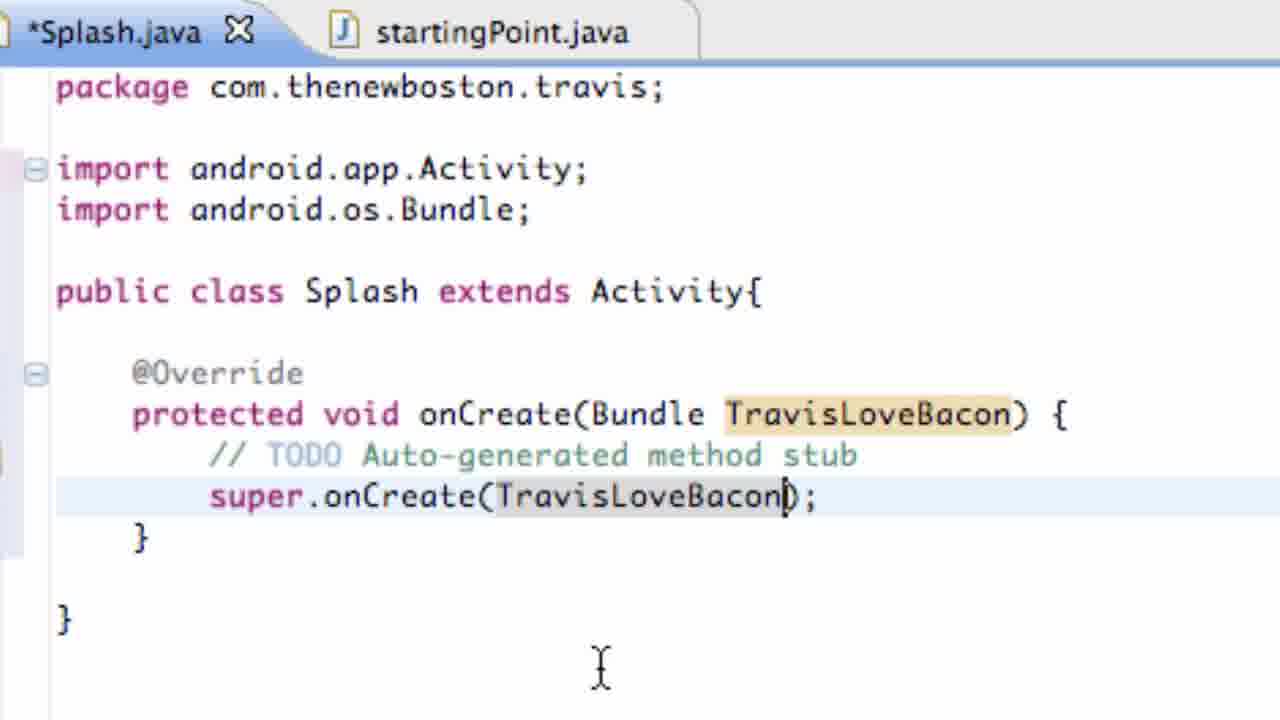 *Splash.java startingPoint.java
package com.thenewboston.travis;
import android.app.Activity;
import android.os.Bundle;
public class Splash extends Activity{
@Override
protected void onCreate(Bundle TravisLoveBacon) {
// TODO Auto-generated method stub
super.onCreate(TravisLoveBacon);
}
}